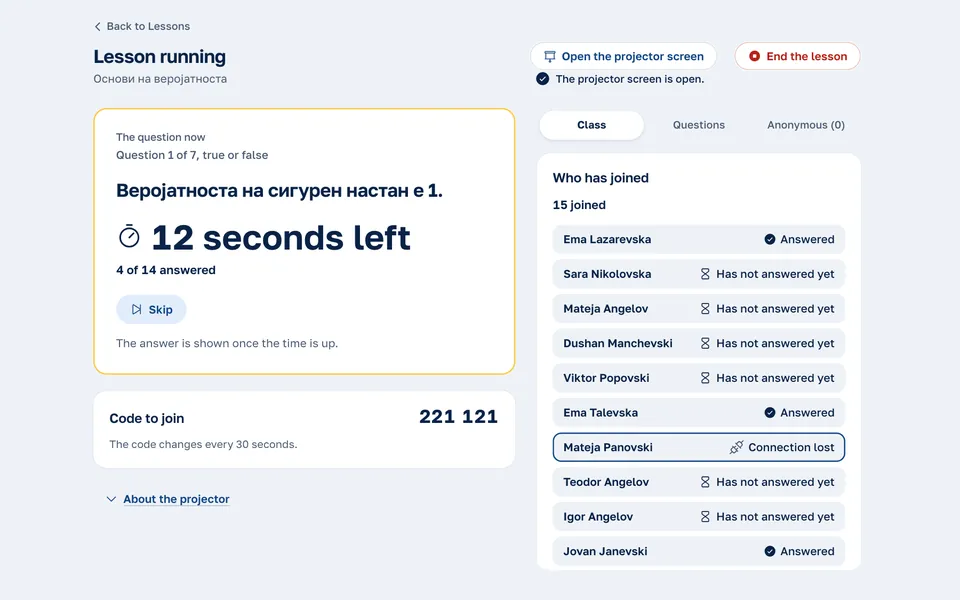 Back to Lessons
Lesson running
Основи на веројатноста
Open the projector screen
End the lesson
The projector screen is open.
The question now
Question 1 of 7, true or false
Веројатноста на сигурен настан е 1.
12 seconds left
4 of 14 answered
Skip
The answer is shown once the time is up.
Code to join
221 121
The code changes every 30 seconds.
About the projector
Class
Questions
Anonymous (0)
Who has joined
15 joined
Ema Lazarevska Answered
Sara Nikolovska Has not answered yet
Mateja Angelov Has not answered yet
Dushan Manchevski Has not answered yet
Viktor Popovski Has not answered yet
Ema Talevska Answered
Mateja Panovski Connection lost
Teodor Angelov Has not answered yet
Igor Angelov Has not answered yet
Jovan Janevski Answered